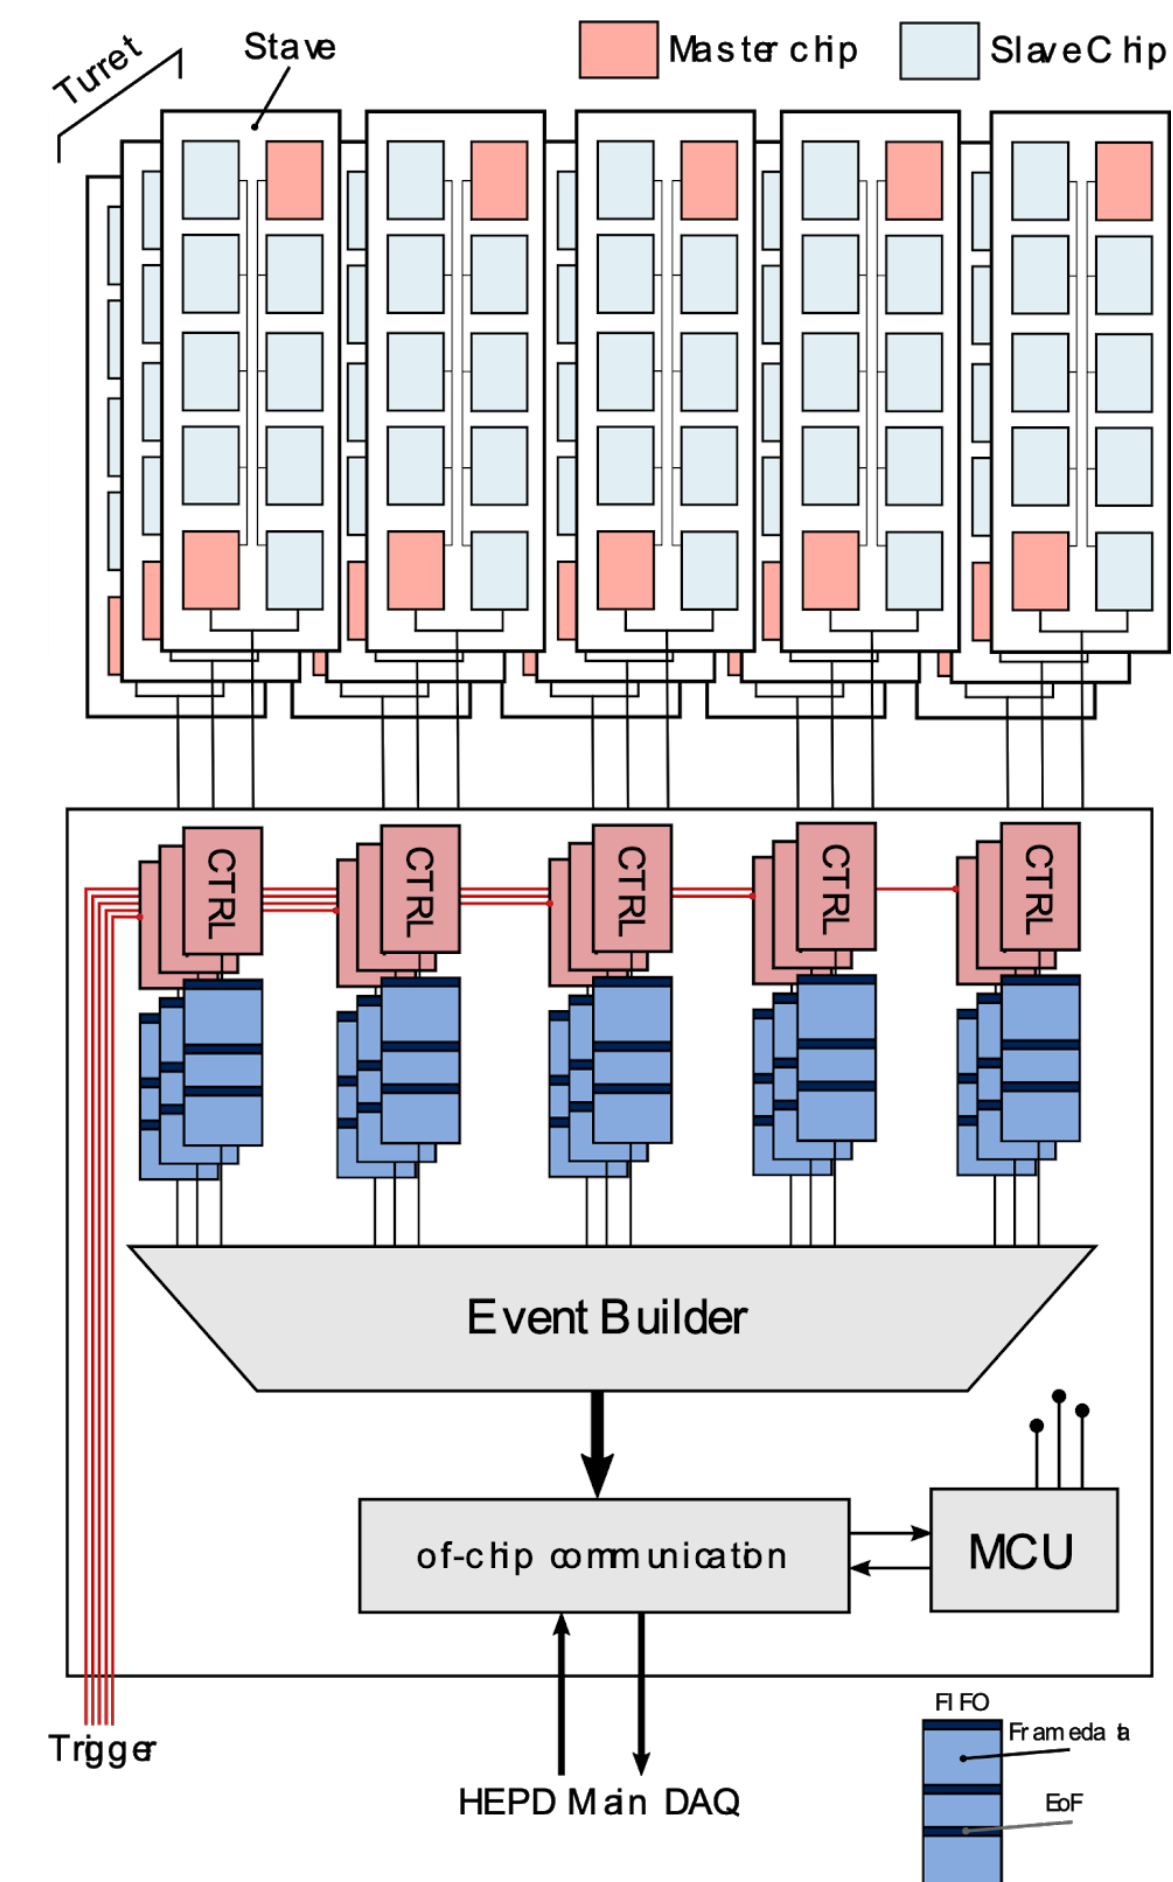 Turret
Stave
Master chip
Slave Chip
CTRL
CTRL
CTRL
CTRL
CTRL
Event Builder
of-chip communication
MCU
Trigger
HEPD Main DAQ
FIFO
Frame data
EoF